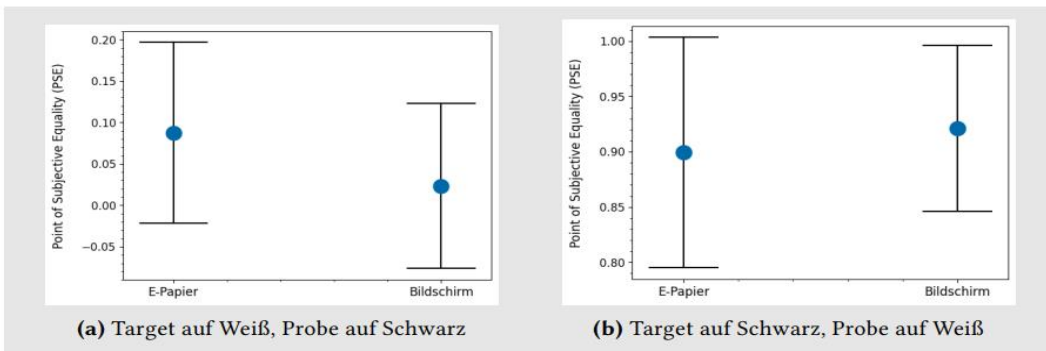 Point of Subjective Equality (PSE)
0.20
0.15
0.10
0.05
0.00
−0.05
E-Papier Bildschirm
(a) Target auf Weiß, Probe auf Schwarz
Point of Subjective Equality (PSE)
1.00
0.95
0.90
0.85
0.80
E-Papier Bildschirm
(b) Target auf Schwarz, Probe auf Weiß